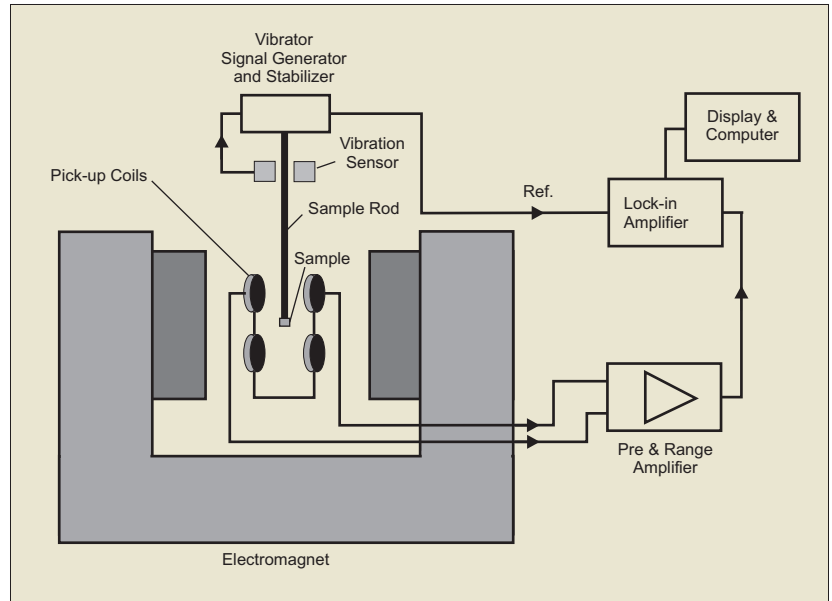 Vibrator
Signal Generator
and Stabilizer
Display &
Computer
Vibration
Sensor
Pick-up Coils
Ref.
Lock-in
Amplifier
Sample Rod
Sample
Pre & Range
Amplifier
Electromagnet